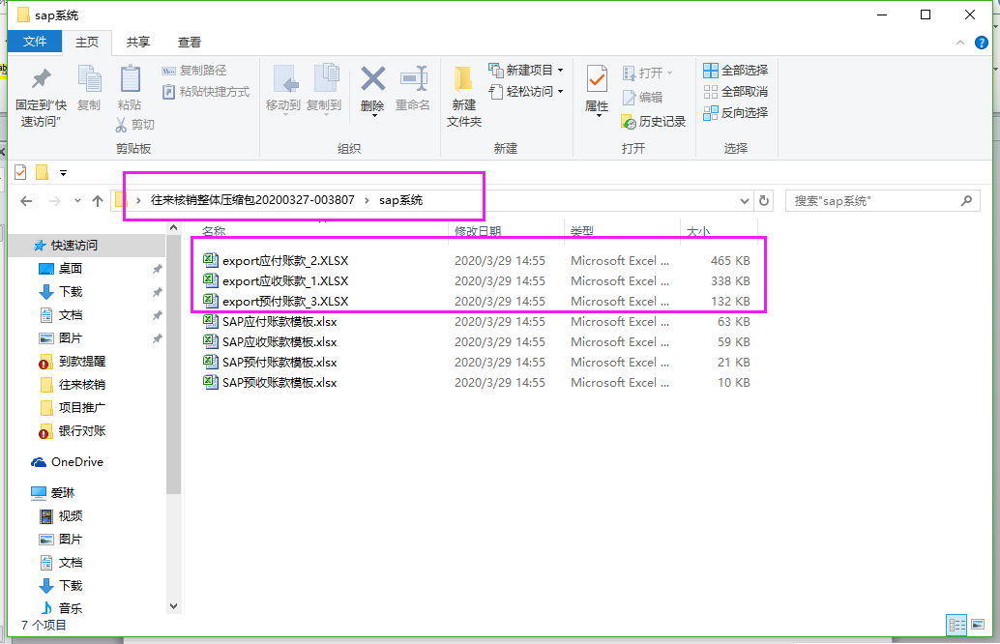 sap系统
文件 主页 共享 查看
固定到"快速访问"
复制
粘贴
复制路径
粘贴快捷方式
剪切
剪贴板
移动到 复制到 删除 重命名
组织
新建文件夹
新建项目
轻松访问
新建
属性
打开
编辑
历史记录
打开
全部选择
全部取消
反向选择
选择
往来核销整体压缩包20200327-003807 > sap系统
搜索"sap系统"
名称 修改日期 类型 大小
export应付账款_2.XLSX 2020/3/29 14:55 Microsoft Excel ... 465 KB
export应收账款_1.XLSX 2020/3/29 14:55 Microsoft Excel ... 338 KB
export预付账款_3.XLSX 2020/3/29 14:55 Microsoft Excel ... 132 KB
SAP应付账款模板.xlsx 2020/3/29 14:55 Microsoft Excel ... 63 KB
SAP应收账款模板.xlsx 2020/3/29 14:55 Microsoft Excel ... 59 KB
SAP预付账款模板.xlsx 2020/3/29 14:55 Microsoft Excel ... 21 KB
SAP预收账款模板.xlsx 2020/3/29 14:55 Microsoft Excel ... 10 KB
快速访问
桌面
下载
文档
图片
到款提醒
往来核销
项目推广
银行对账
OneDrive
爱琳
视频
图片
文档
下载
音乐
7 个项目